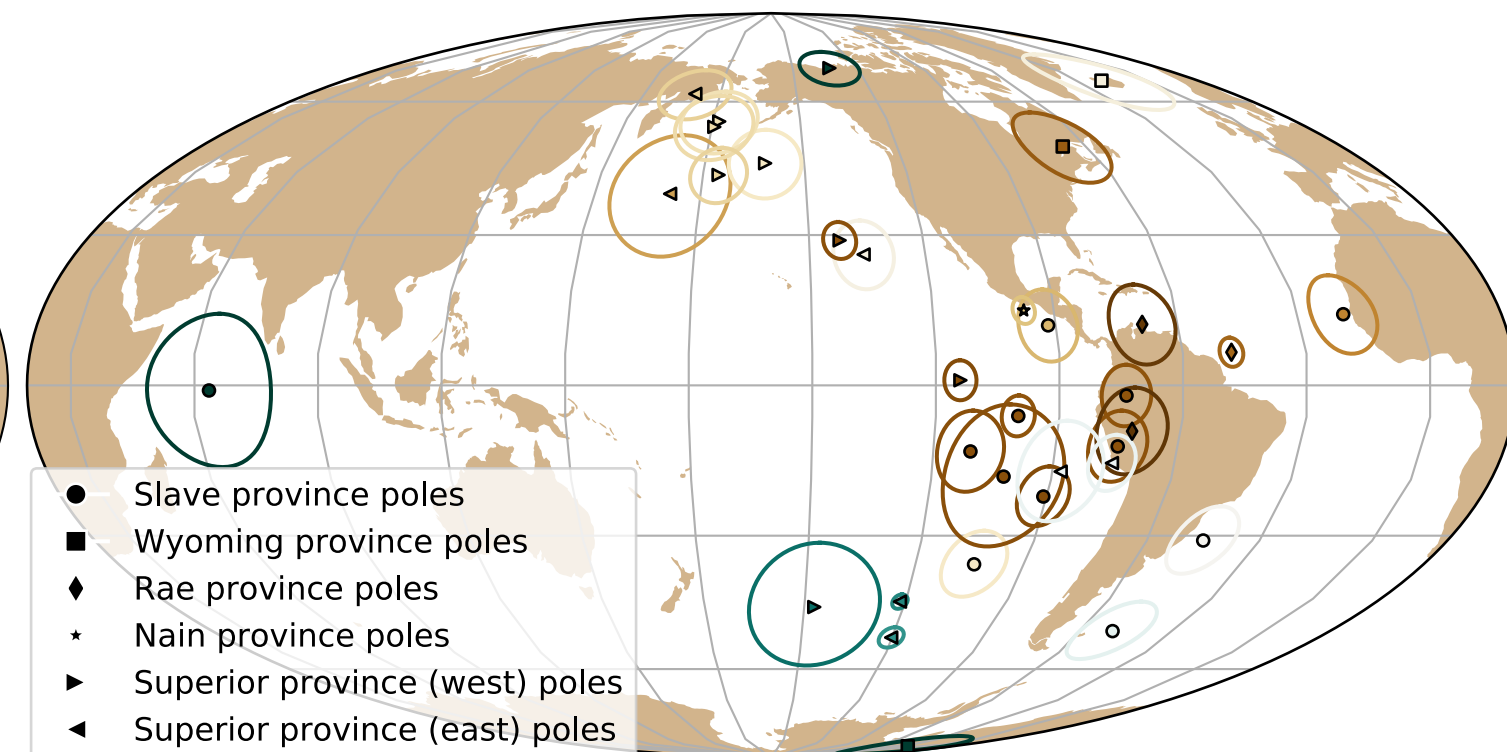 Slave province poles
Wyoming province poles
Rae province poles
Nain province poles
Superior province (west) poles
Superior province (east) poles